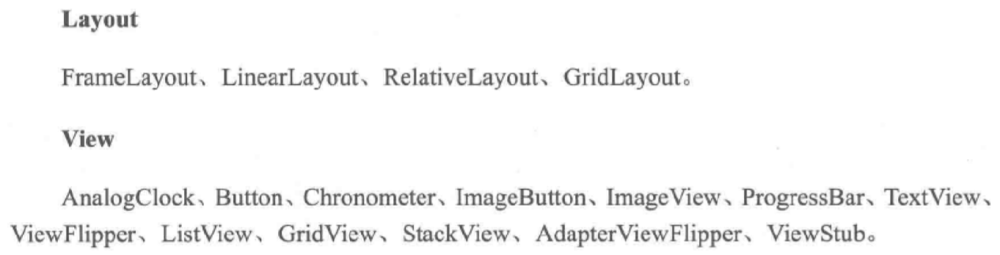 Layout
FrameLayout、LinearLayout、RelativeLayout、GridLayout。
View
AnalogClock、Button、Chronometer、ImageButton、ImageView、ProgressBar、TextView、
ViewFlipper、ListView、GridView、StackView、AdapterViewFlipper、ViewStub。